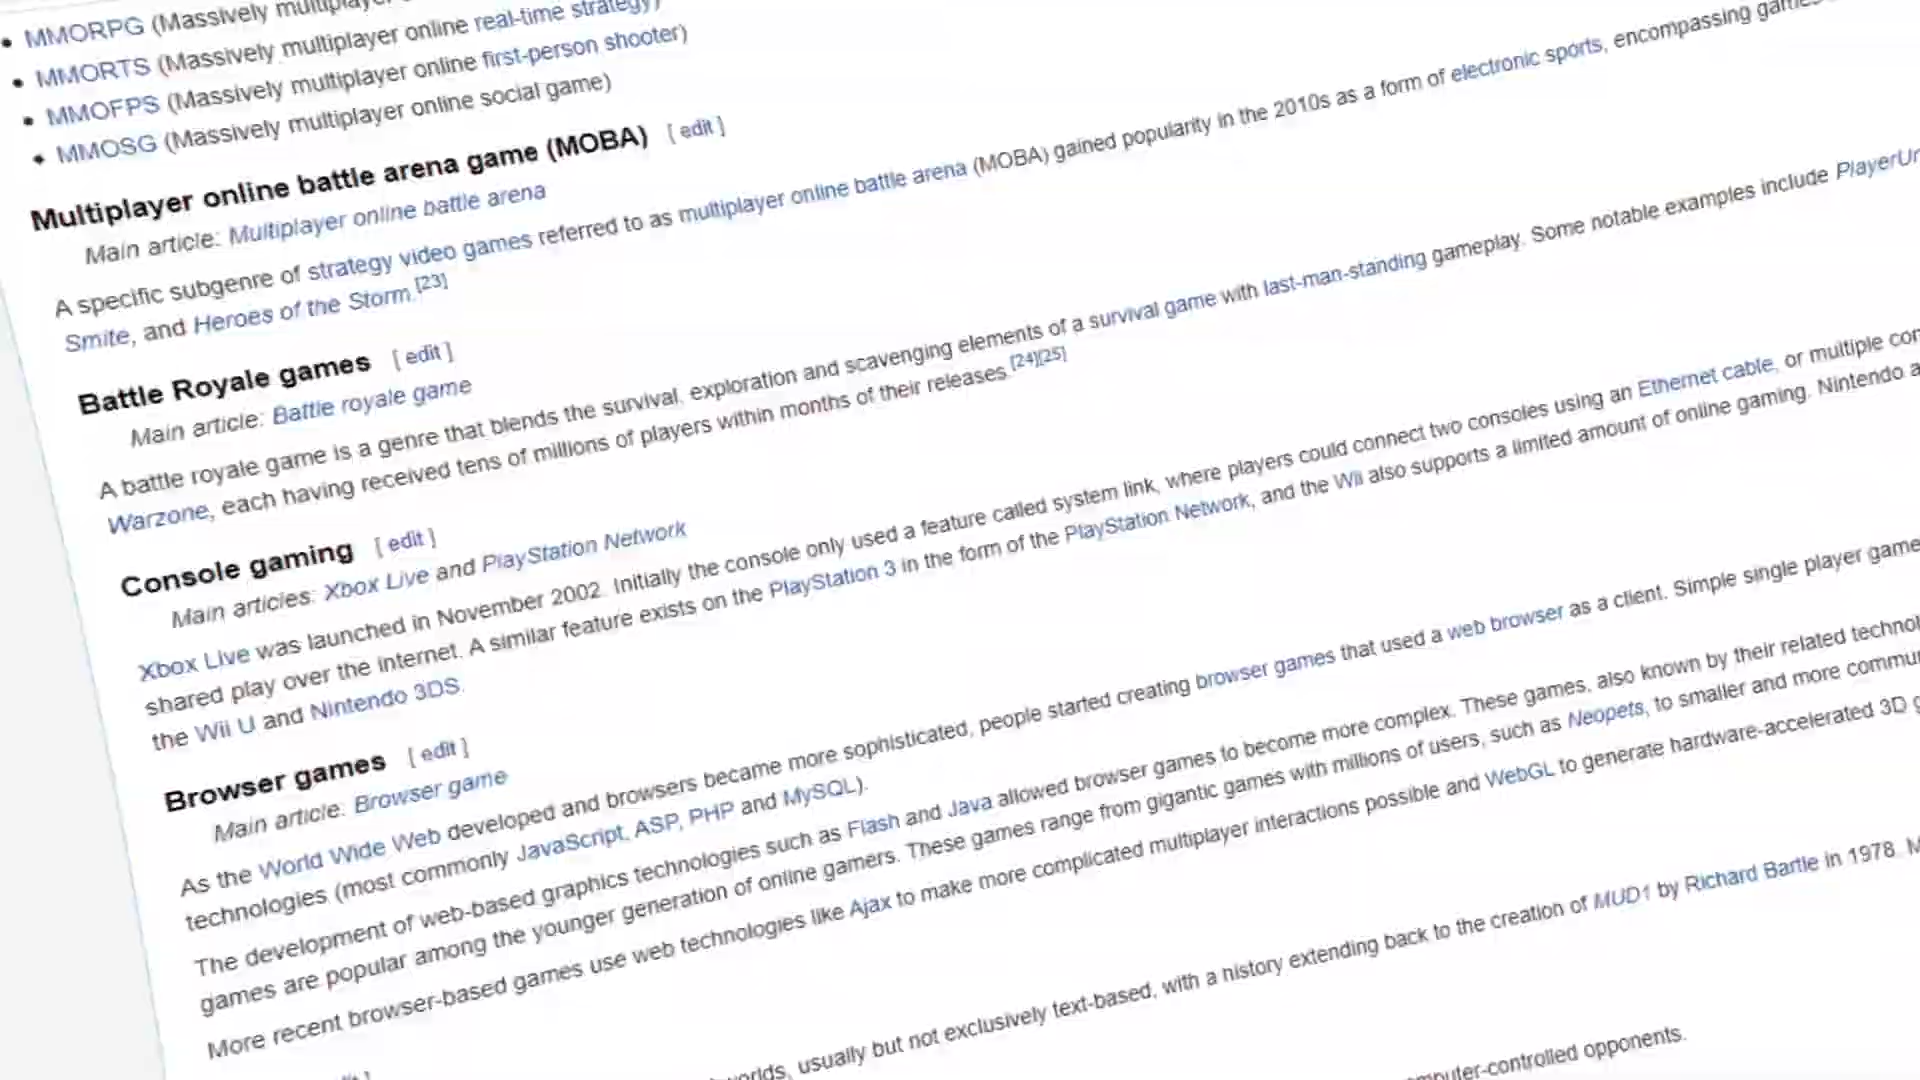 MMORPG (Massively multiplayer
MMORTS (Massively multiplayer online real-time strategy)
MMOFPS (Massively multiplayer online first-person shooter)
MMOSG (Massively multiplayer online social game)
Multiplayer online battle arena game (MOBA) [ edit ]
Main article: Multiplayer online battle arena
A specific subgenre of strategy video games referred to as multiplayer online battle arena (MOBA) gained popularity in the 2010s as a form of electronic sports, encompassing games
Smite, and Heroes of the Storm.[23]
Battle Royale games [ edit ]
Main article: Battle royale game
A battle royale game is a genre that blends the survival, exploration and scavenging elements of a survival game with last-man-standing gameplay. Some notable examples include
Warzone, each having received tens of millions of players within months of their releases.[24][25]
Console gaming [ edit ]
Main articles: Xbox Live and PlayStation Network
Xbox Live was launched in November 2002. Initially the console only used a feature called system link, where players could connect two consoles using an Ethernet cable, or multiple
shared play over the internet. A similar feature exists on the PlayStation 3 in the form of the PlayStation Network, and the Wii also supports a limited amount of online gaming. Nintendo
the Wii U and Nintendo 3DS.
Browser games [ edit ]
Main article: Browser game
As the World Wide Web developed and browsers became more sophisticated, people started creating browser games that used a web browser as a client. Simple single player
technologies (most commonly JavaScript, ASP, PHP and MySQL).
The development of web-based graphics technologies such as Flash and Java allowed browser games to become more complex. These games, also known by their related
games are popular among the younger generation of online gamers. These games range from gigantic games with millions of users, such as Neopets, to smaller and more
More recent browser-based games use web technologies like Ajax to make more complicated multiplayer interactions possible and WebGL to generate hardware-accelerated 3D
usually but not exclusively text-based, with a history extending back to the creation of MUD1 by Richard Bartle in 1978.
opponents.